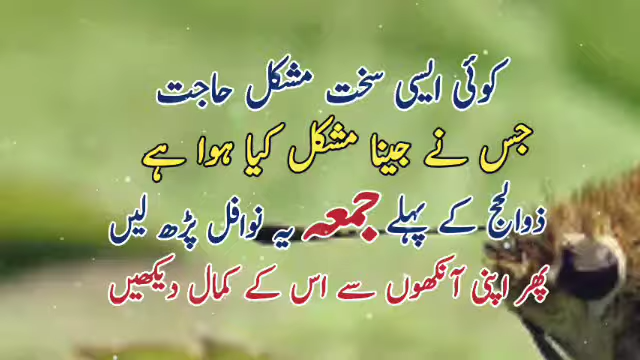 کوئی ایسی سخت مشکل حاجت
جس نے جینا مشکل کیا ہوا ہے
ذوالحج کے پہلے جمعہ یہ نوافل پڑھ لیں
پھر اپنی آنکھوں سے اس کے کمال دیکھیں